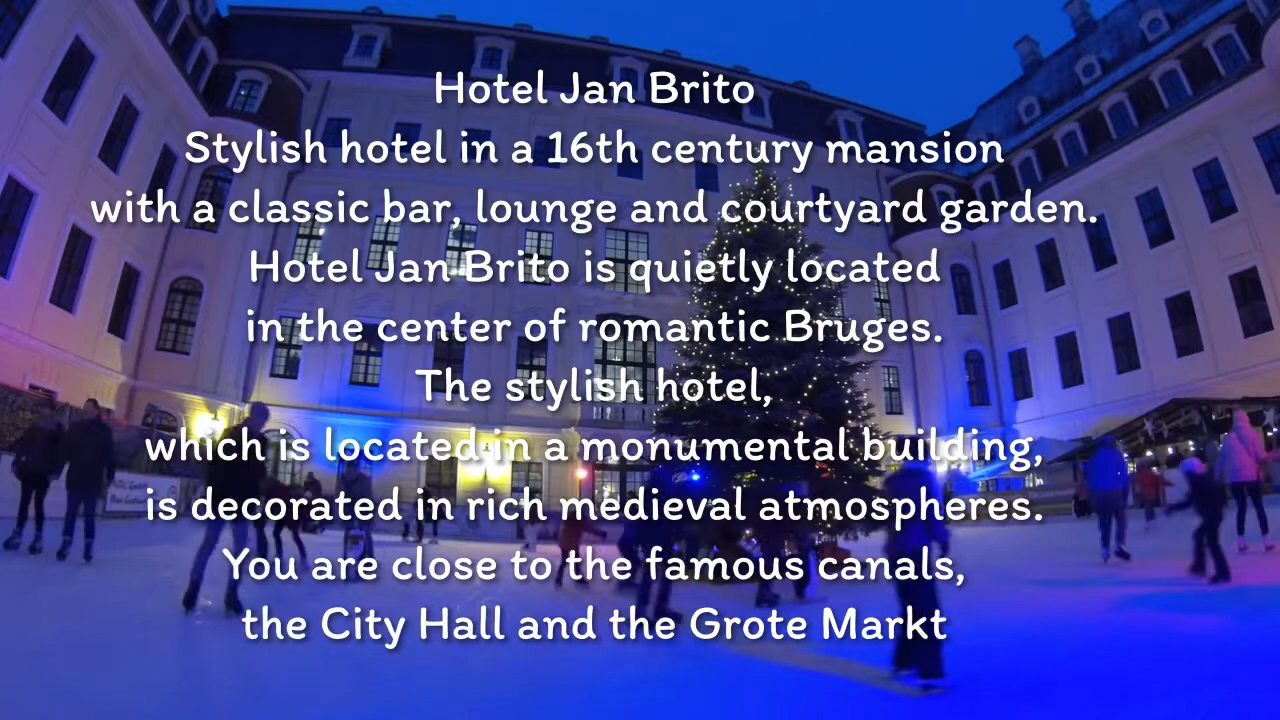 Hotel Jan Brito
Stylish hotel in a 16th century mansion
with a classic bar, lounge and courtyard garden.
Hotel Jan Brito is quietly located
in the center of romantic Bruges.
The stylish hotel,
which is located in a monumental building,
is decorated in rich medieval atmospheres.
You are close to the famous canals,
the City Hall and the Grote Markt